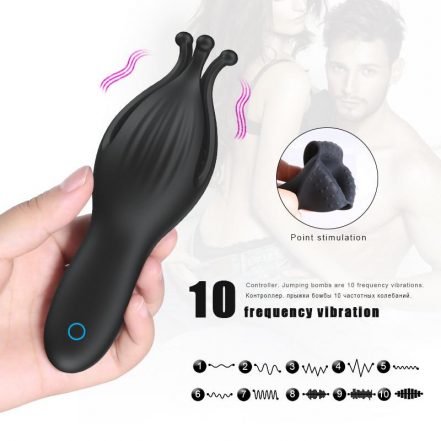 Point stimulation
Controller. Jumping bombs are 10 frequency vibrations.
Контроллер. прыжки бомбы 10 частотных колебаний.
10 frequency vibration
1 2 3 4 5
6 7 8 9 10